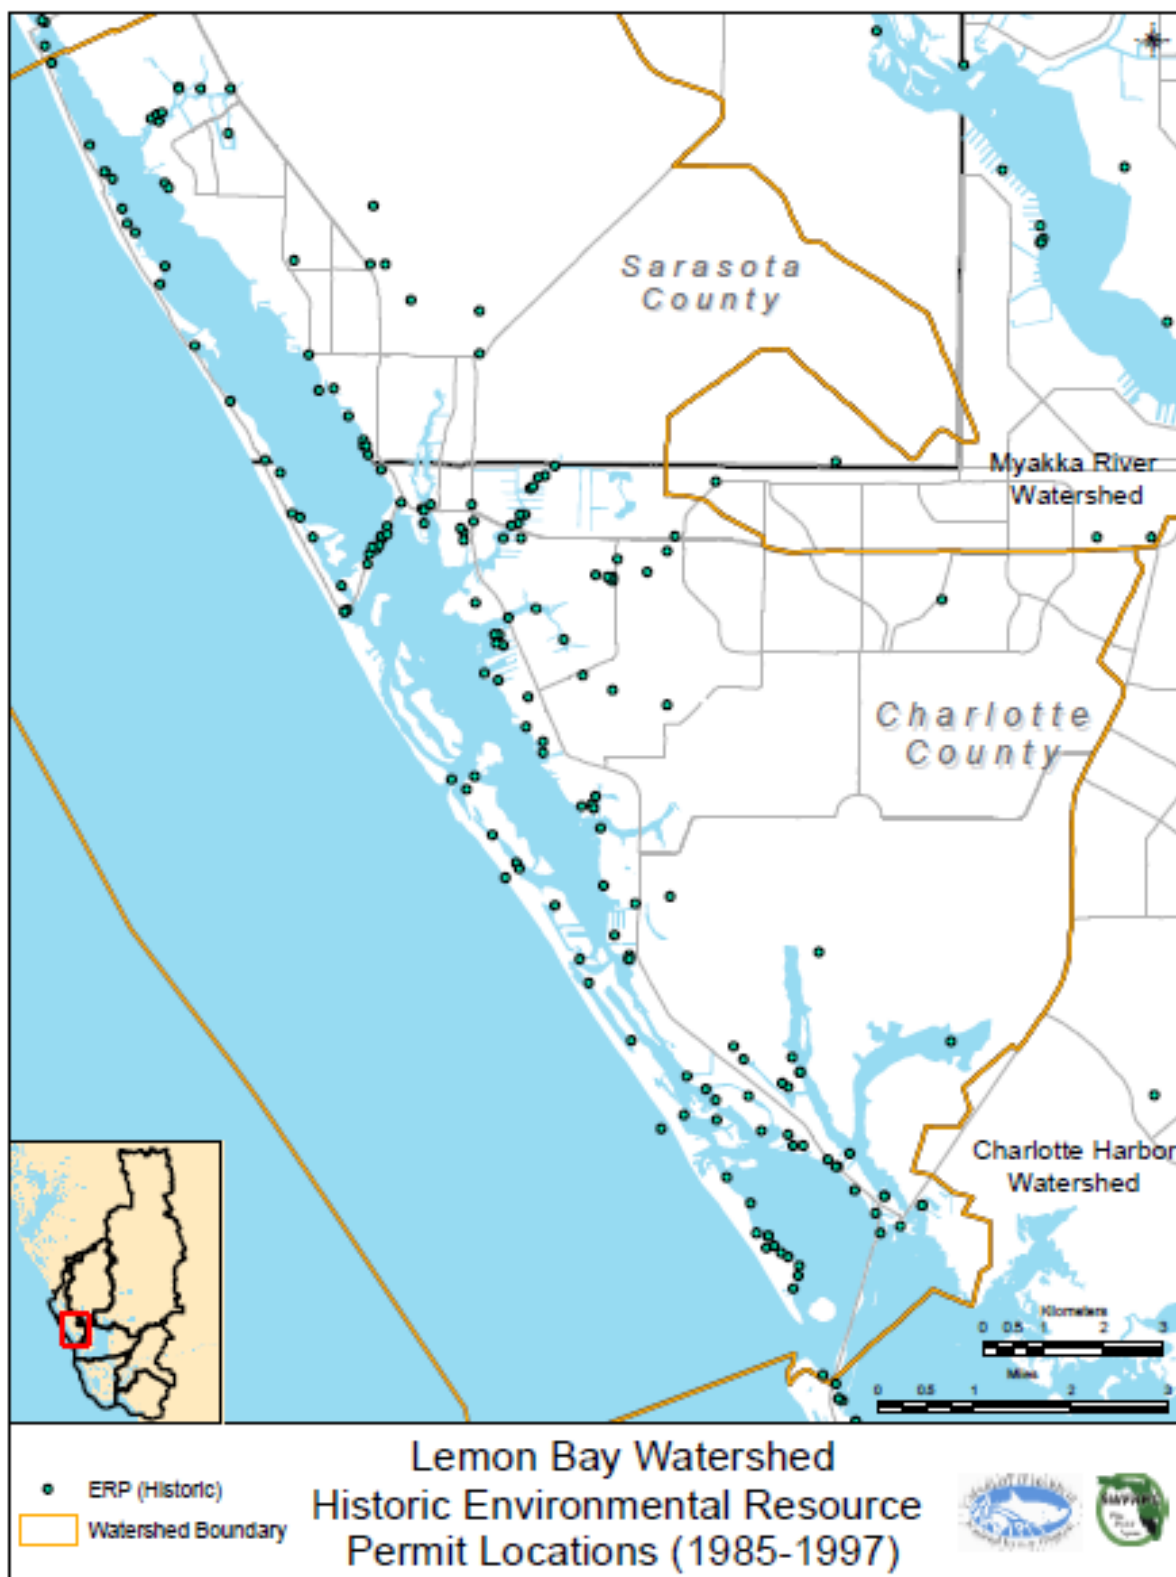 Sarasota
County
Myakka River
Watershed
Charlotte
County
Charlotte Harbor
Watershed
Kilometers
0 0.5 1 2 3
Miles
0 0.5 1 2 3
ERP (Historic)
Watershed Boundary
Lemon Bay Watershed
Historic Environmental Resource
Permit Locations (1985-1997)